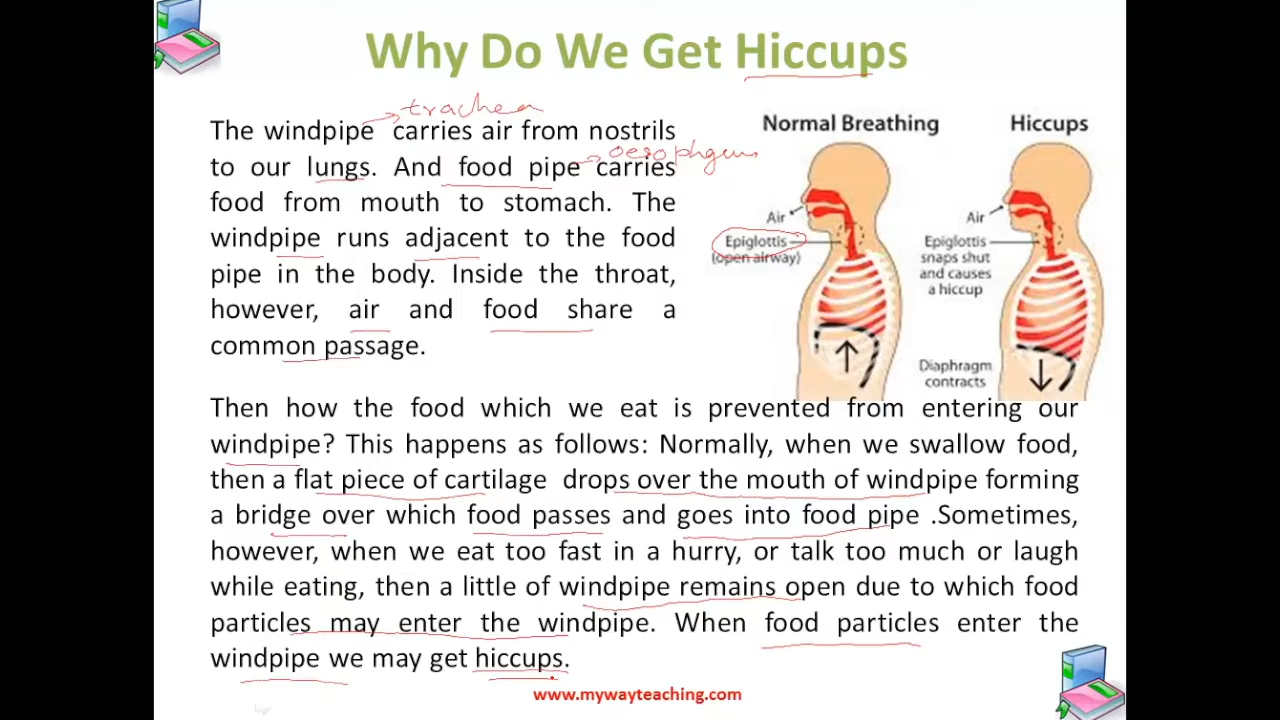 Why Do We Get Hiccups
trachea
The windpipe carries air from nostrils
oesophgeus
to our lungs. And food pipe carries
food from mouth to stomach. The
windpipe runs adjacent to the food
pipe in the body. Inside the throat,
however, air and food share a
common passage.
Normal Breathing
Air
Epiglottis
(open airway)
Hiccups
Air
Epiglottis
snaps shut
and causes
a hiccup
Diaphragm
contracts
Then how the food which we eat is prevented from entering our
windpipe? This happens as follows: Normally, when we swallow food,
then a flat piece of cartilage drops over the mouth of windpipe forming
a bridge over which food passes and goes into food pipe .Sometimes,
however, when we eat too fast in a hurry, or talk too much or laugh
while eating, then a little of windpipe remains open due to which food
particles may enter the windpipe. When food particles enter the
windpipe we may get hiccups.
www.mywayteaching.com